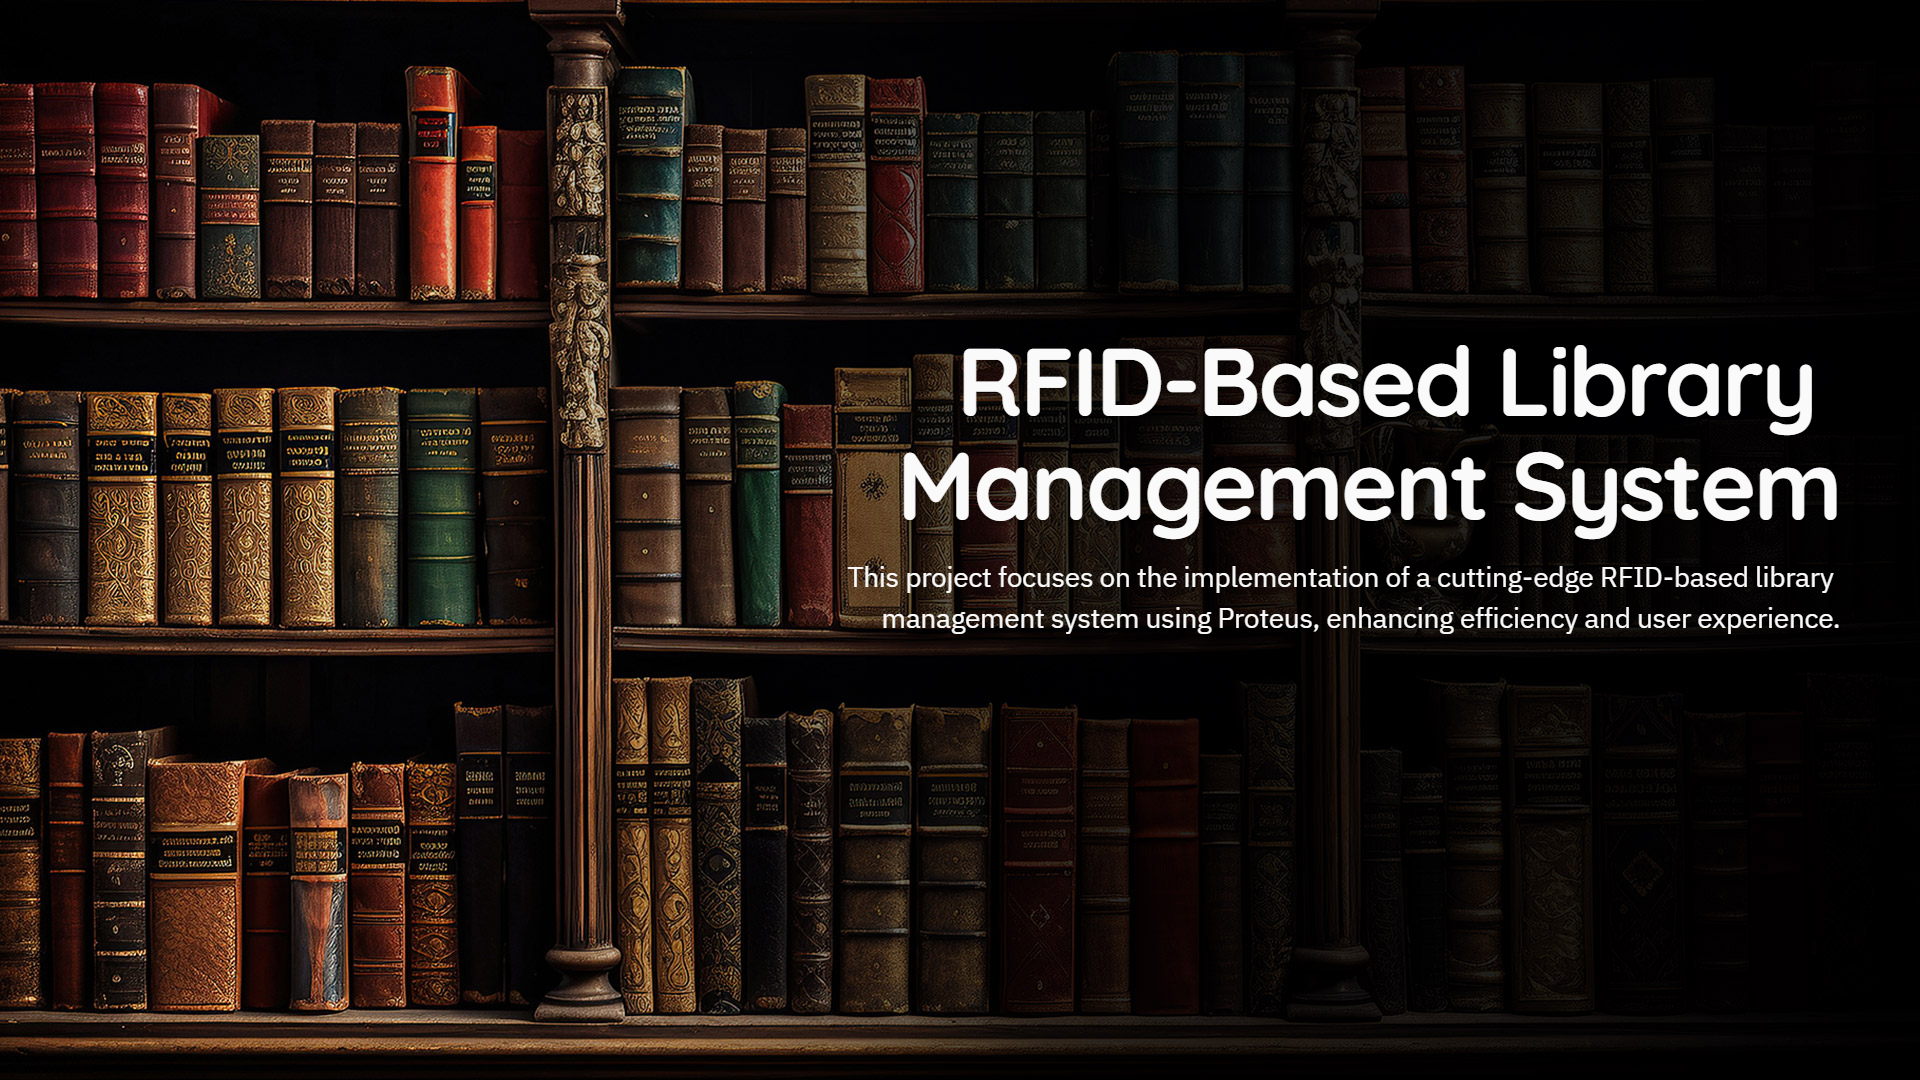 RFID-Based Library
Management System
This project focuses on the implementation of a cutting-edge RFID-based library
management system using Proteus, enhancing efficiency and user experience.